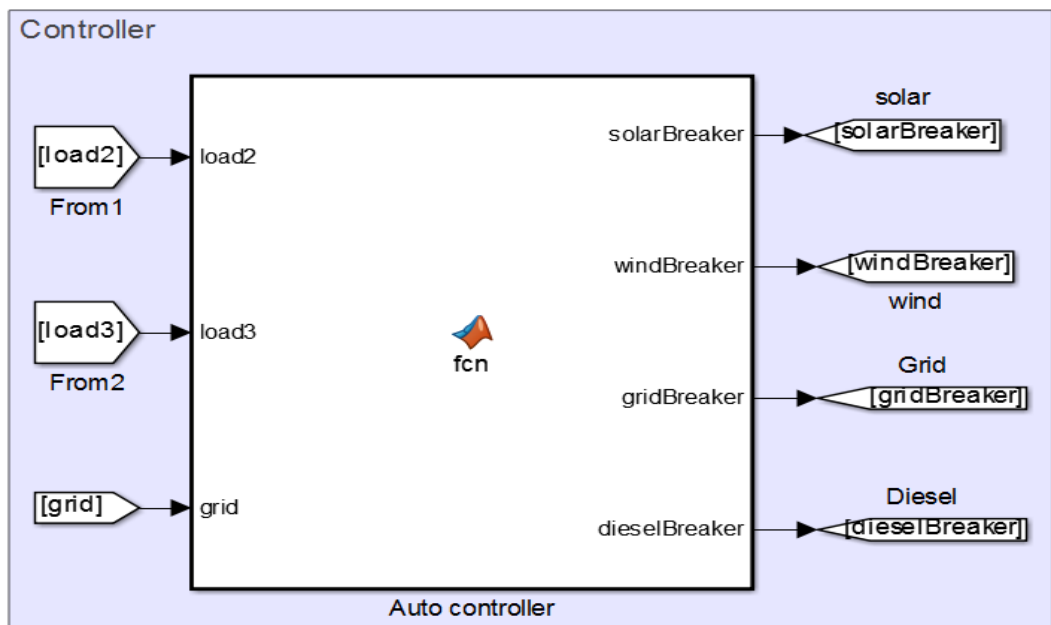 Controller
[load2]
From1
[load3]
From2
[grid]
load2
load3
grid
fcn
solarBreaker
windBreaker
gridBreaker
dieselBreaker
solar
[solarBreaker]
[windBreaker]
wind
Grid
[gridBreaker]
Diesel
[dieselBreaker]
Auto controller